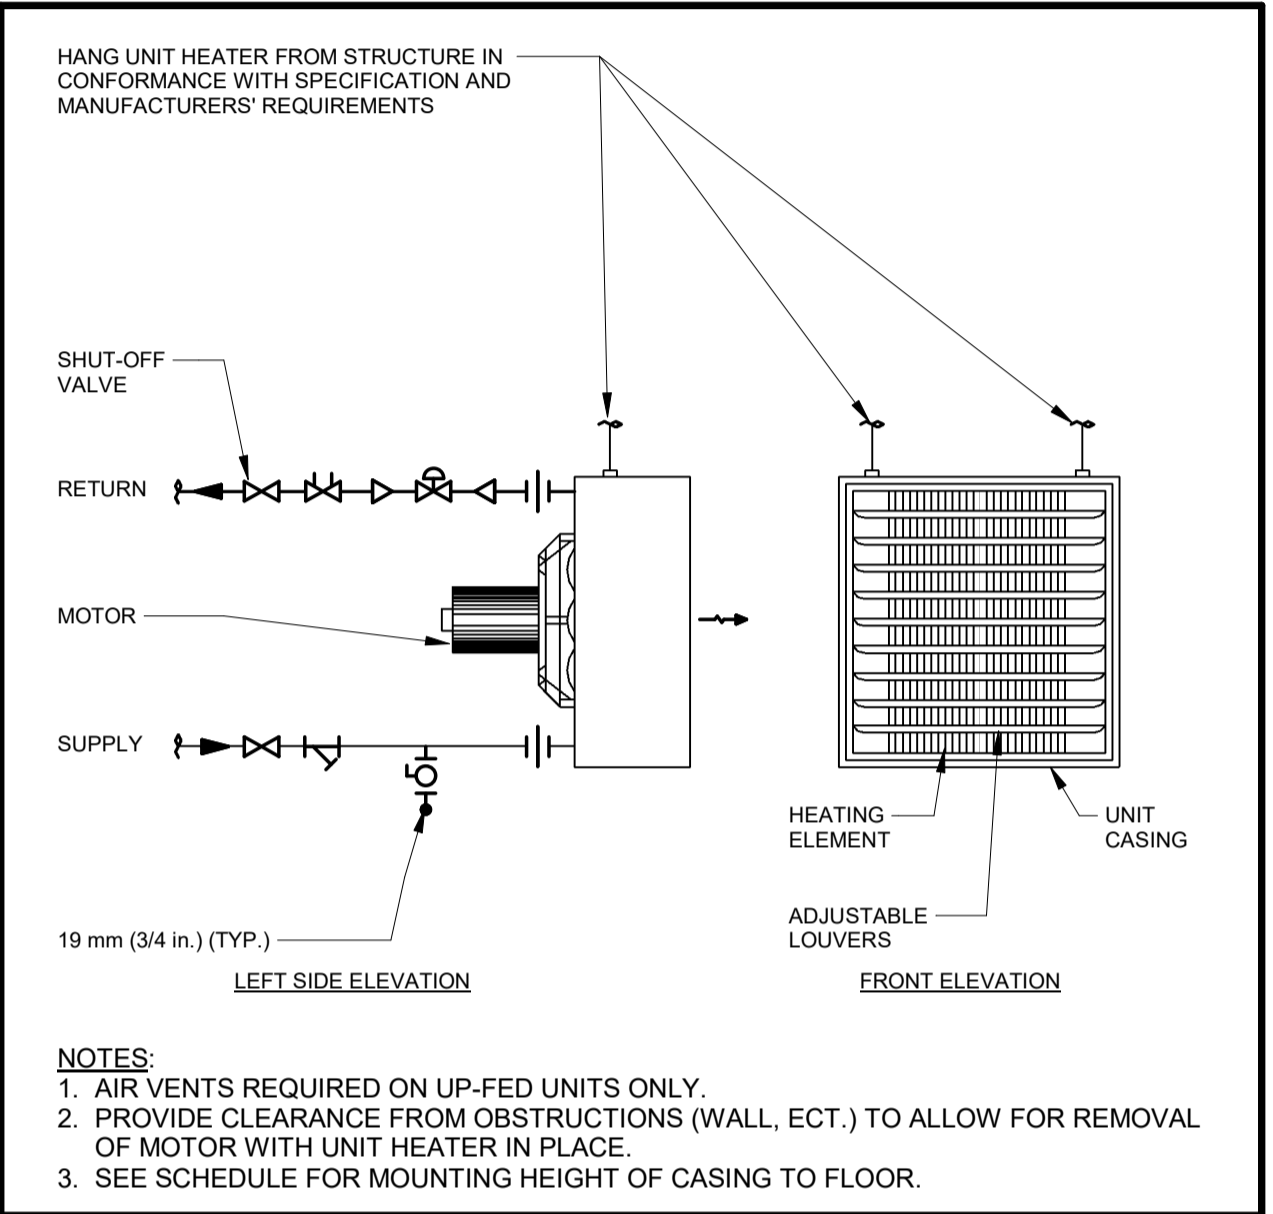 HANG UNIT HEATER FROM STRUCTURE IN
CONFORMANCE WITH SPECIFICATION AND
MANUFACTURERS' REQUIREMENTS
SHUT-OFF
VALVE
RETURN
MOTOR
SUPPLY
19 mm (3/4 in.) (TYP.)
LEFT SIDE ELEVATION
HEATING
ELEMENT
UNIT
CASING
ADJUSTABLE
LOUVERS
FRONT ELEVATION
NOTES:
1. AIR VENTS REQUIRED ON UP-FED UNITS ONLY.
2. PROVIDE CLEARANCE FROM OBSTRUCTIONS (WALL, ECT.) TO ALLOW FOR REMOVAL
OF MOTOR WITH UNIT HEATER IN PLACE.
3. SEE SCHEDULE FOR MOUNTING HEIGHT OF CASING TO FLOOR.